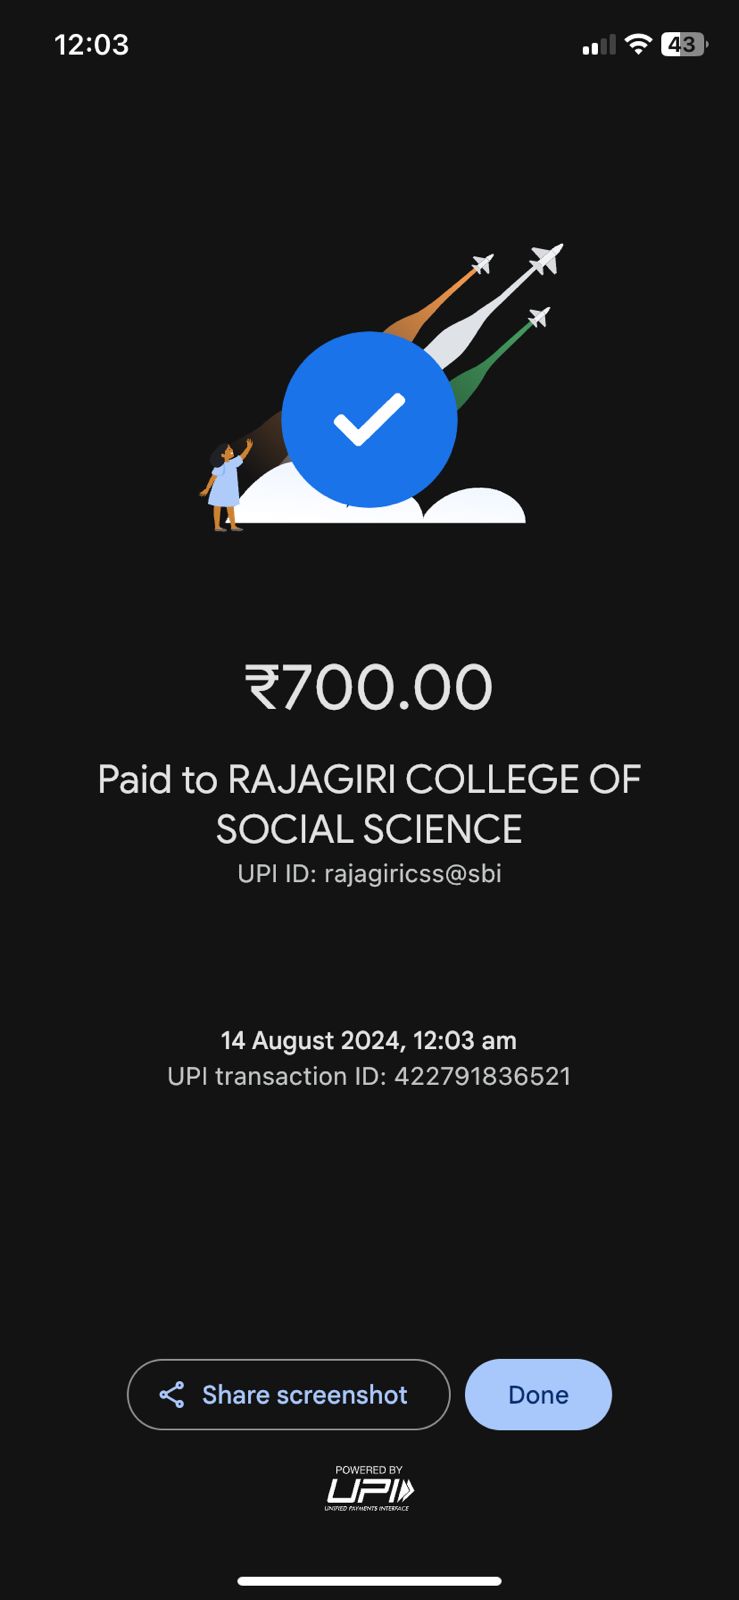 12:03
43
₹700.00
Paid to RAJAGIRI COLLEGE OF
SOCIAL SCIENCE
UPI ID: rajagiricss@sbi
14 August 2024, 12:03 am
UPI transaction ID: 422791836521
Share screenshot
Done
POWERED BY
UPI
UNIFIED PAYMENTS INTERFACE